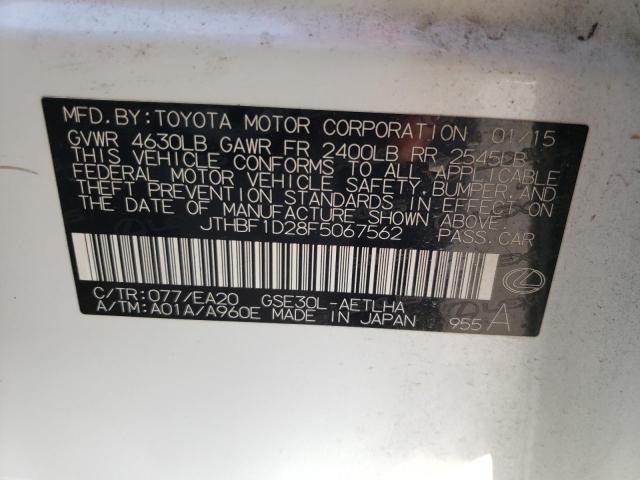 MFD.BY:TOYOTA MOTOR CORPORATION 01/15
GVWR 4630LB GAWR FR 2400LB RR 2545LB
THIS VEHICLE CONFORMS TO ALL APPLICABLE
FEDERAL MOTOR VEHICLE SAFETY,BUMPER,AND
THEFT PREVENTION STANDARDS IN EFFECT ON
THE DATE OF MANUFACTURE SHOWN ABOVE.
JTHBF1D28F5067562 PASS.CAR
C/TR:077/EA20 GSE30L-AETLHA
A/TM:A01A/A960E MADE IN JAPAN 955 A